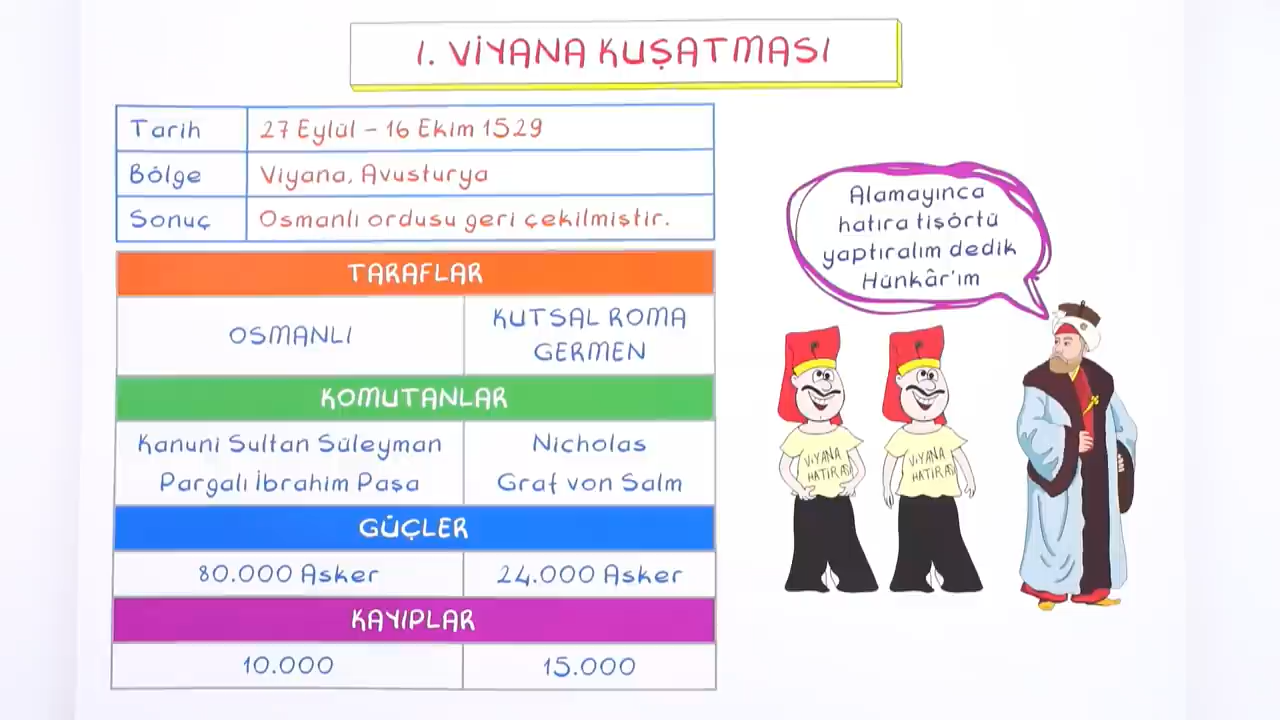 1. VİYANA KUŞATMASI
Tarih
27 Eylül – 16 Ekim 1529
Bölge
Viyana, Avusturya
Sonuç
Osmanlı ordusu geri çekilmiştir.
TARAFLAR
OSMANLI
KUTSAL ROMA
GERMEN
KOMUTANLAR
Kanuni Sultan Süleyman
Pargalı İbrahim Paşa
Nicholas
Graf von Salm
GÜÇLER
80.000 Asker
24.000 Asker
KAYIPLAR
10.000
15.000
Alamayınca
hatıra tişörtü
yaptıralım dedik
Hünkâr'ım
VİYANA
HATIRASI
VİYANA
HATIRASI